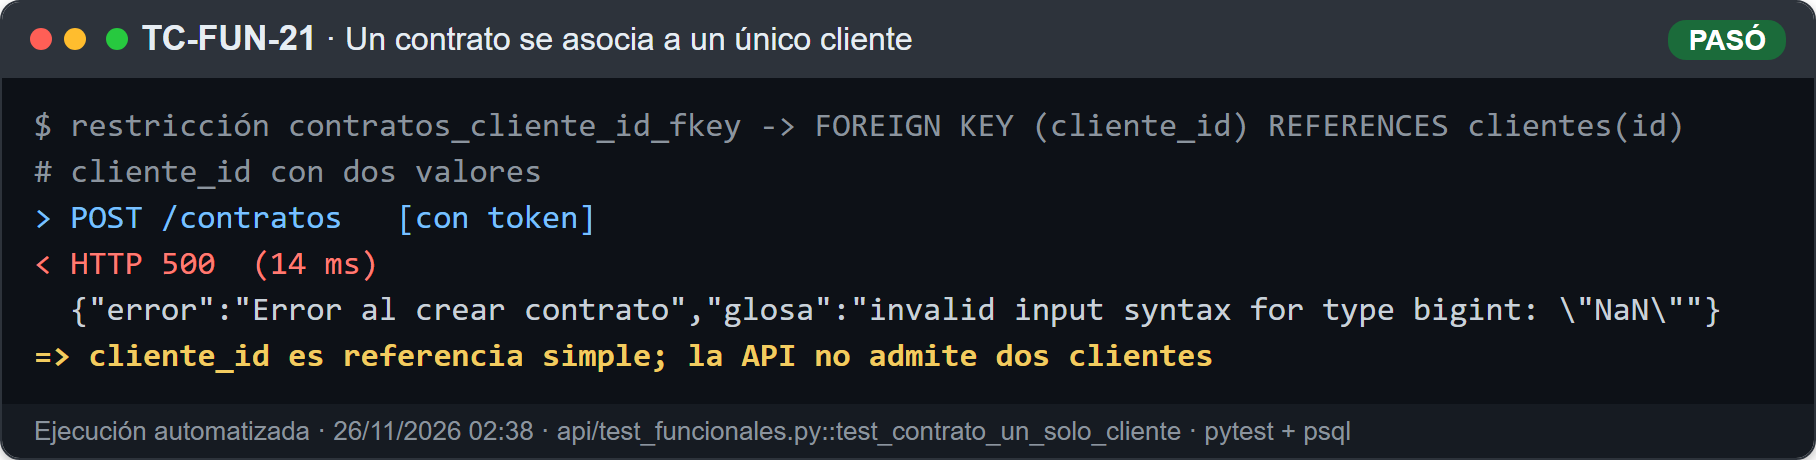 TC-FUN-21 · Un contrato se asocia a un único cliente
PASÓ
$ restricción contratos_cliente_id_fkey -> FOREIGN KEY (cliente_id) REFERENCES clientes(id)
# cliente_id con dos valores
> POST /contratos   [con token]
< HTTP 500  (14 ms)
{"error":"Error al crear contrato","glosa":"invalid input syntax for type bigint: \"NaN\""}
=> cliente_id es referencia simple; la API no admite dos clientes
Ejecución automatizada · 26/11/2026 02:38 · api/test_funcionales.py::test_contrato_un_solo_cliente · pytest + psql